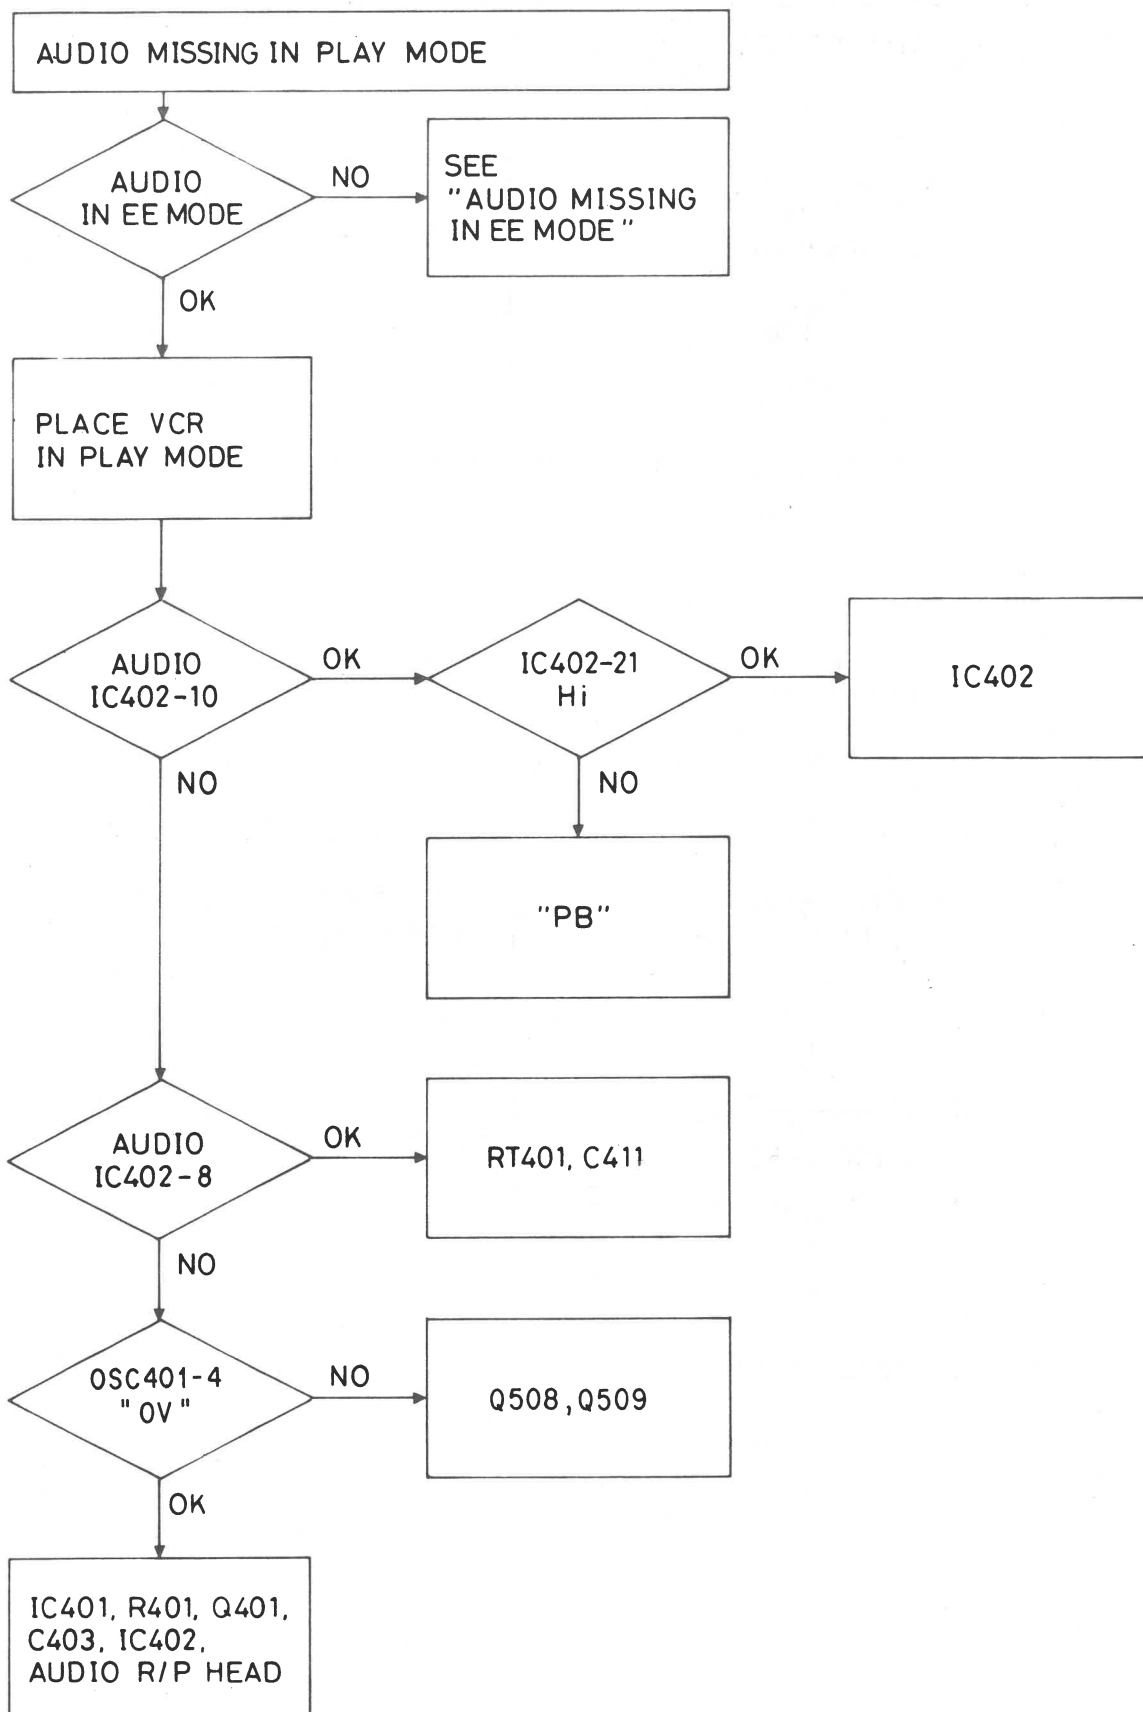 AUDIO MISSING IN PLAY MODE
AUDIO
IN EE MODE
NO
SEE
"AUDIO MISSING
IN EE MODE"
OK
PLACE VCR
IN PLAY MODE
AUDIO
IC402-10
OK
IC402-21
Hi
OK
IC402
NO
NO
"PB"
AUDIO
IC402-8
OK
RT401, C411
NO
OSC401-4
"0V"
NO
Q508,Q509
OK
IC401, R401, Q401,
C403, IC402,
AUDIO R/P HEAD